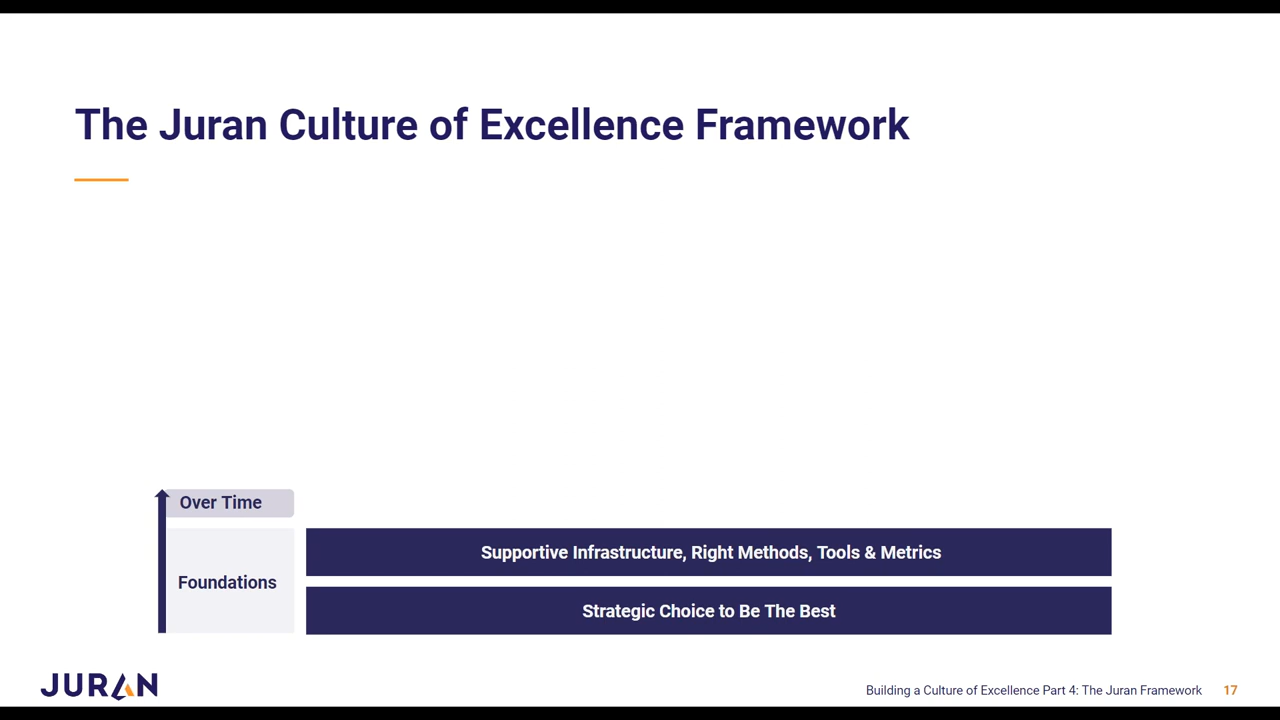 The Juran Culture of Excellence Framework
Over Time
Foundations
Supportive Infrastructure, Right Methods, Tools & Metrics
Strategic Choice to Be The Best
JURAN
Building a Culture of Excellence Part 4: The Juran Framework 17